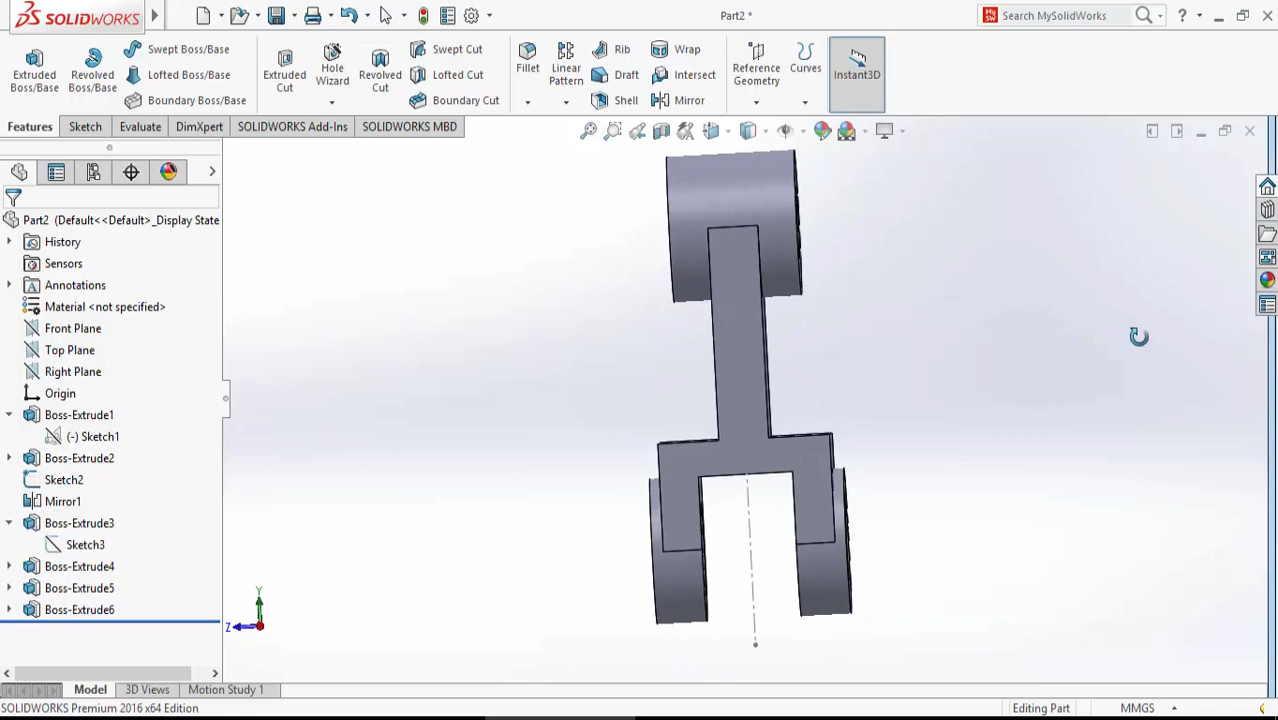 SOLIDWORKS
Part2 *
Search MySolidWorks
?
Extruded Boss/Base
Revolved Boss/Base
Swept Boss/Base
Lofted Boss/Base
Boundary Boss/Base
Extruded Cut
Hole Wizard
Revolved Cut
Swept Cut
Lofted Cut
Boundary Cut
Fillet
Linear Pattern
Rib
Draft
Shell
Wrap
Intersect
Mirror
Reference Geometry
Curves
Instant3D
Features
Sketch
Evaluate
DimXpert
SOLIDWORKS Add-Ins
SOLIDWORKS MBD
Part2 (Default<<Default>_Display State
History
Sensors
Annotations
Material <not specified>
Front Plane
Top Plane
Right Plane
Origin
Boss-Extrude1
(-) Sketch1
Boss-Extrude2
Sketch2
Mirror1
Boss-Extrude3
Sketch3
Boss-Extrude4
Boss-Extrude5
Boss-Extrude6
Y
Z
Model
3D Views
Motion Study 1
SOLIDWORKS Premium 2016 x64 Edition
Editing Part
MMGS